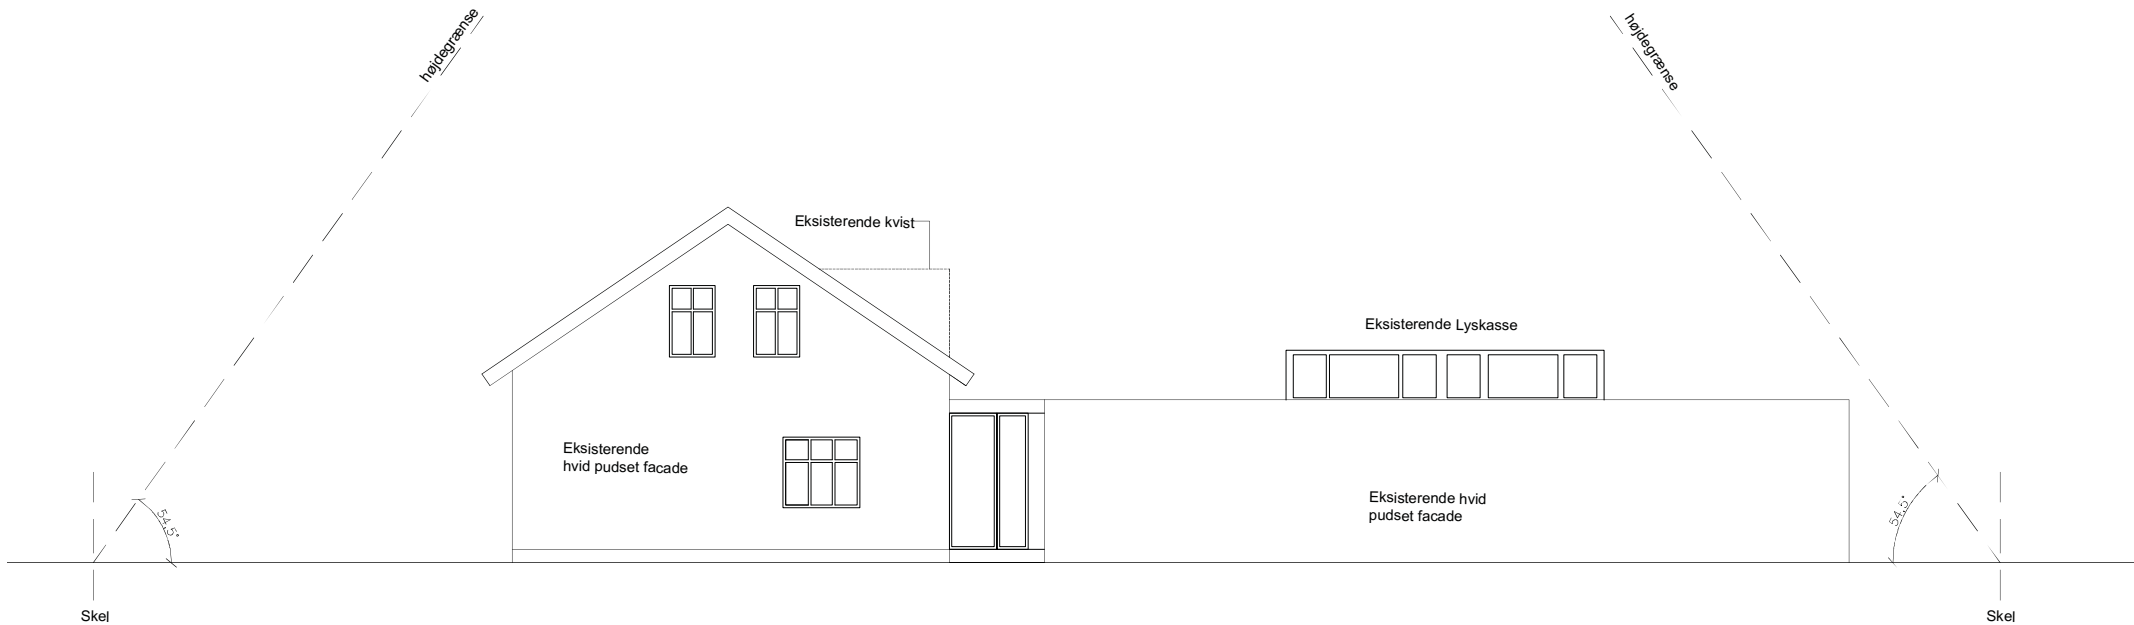 højdegrænse
højdegrænse
Eksisterende kvist
Eksisterende Lyskasse
Eksisterende
hvid pudset facade
Eksisterende hvid
pudset facade
54,5°
54,5°
Skel
Skel